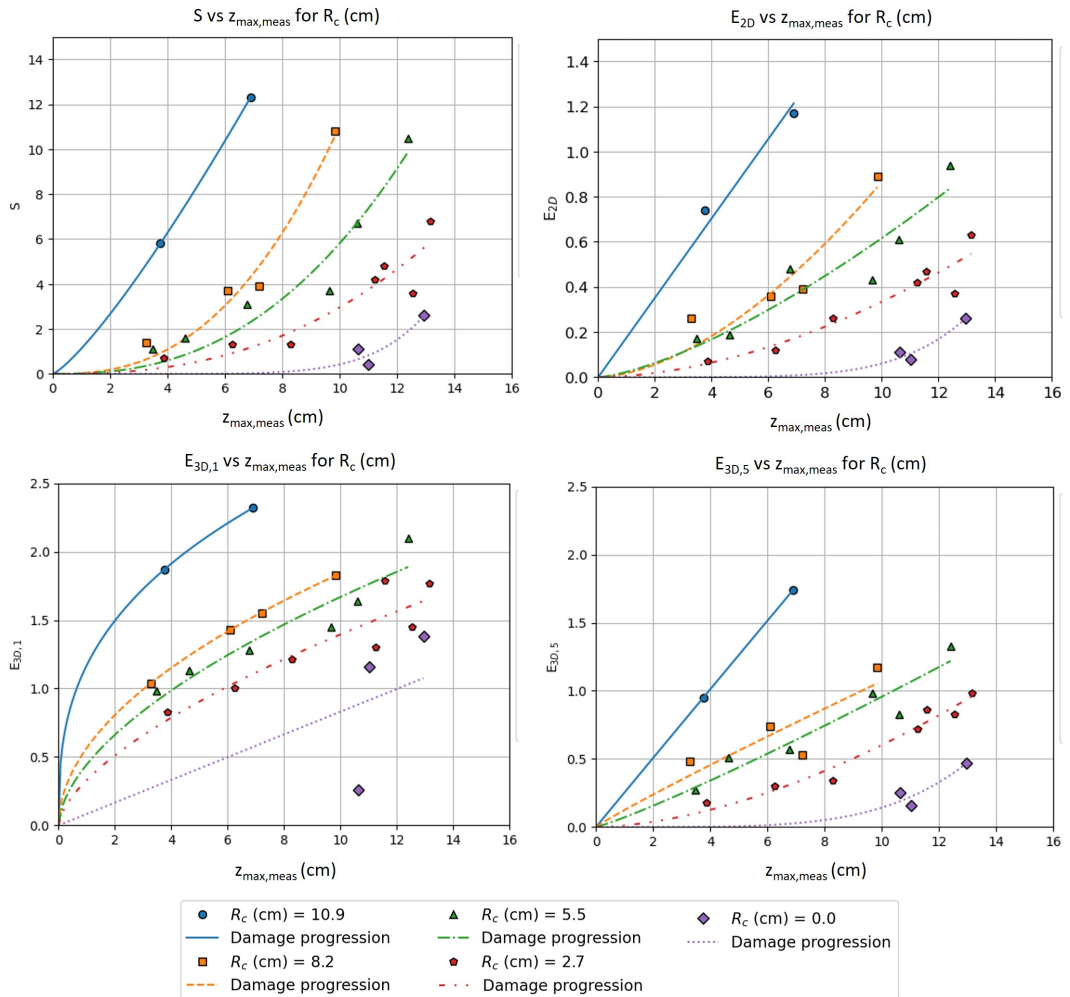 S vs zmax,meas for Rc (cm)
E2D vs zmax,meas for Rc (cm)
14
12
10
8
6
4
2
0
S
0 2 4 6 8 10 12 14 16
zmax,meas (cm)
1.4
1.2
1.0
0.8
0.6
0.4
0.2
0.0
E2D
0 2 4 6 8 10 12 14 16
zmax,meas (cm)
E3D,1 vs zmax,meas for Rc (cm)
E3D,5 vs zmax,meas for Rc (cm)
2.5
2.0
1.5
1.0
0.5
0.0
E3D,1
0 2 4 6 8 10 12 14 16
zmax,meas (cm)
2.5
2.0
1.5
1.0
0.5
0.0
E3D,5
0 2 4 6 8 10 12 14 16
zmax,meas (cm)
Rc (cm) = 10.9
Damage progression
Rc (cm) = 8.2
Damage progression
Rc (cm) = 5.5
Damage progression
Rc (cm) = 2.7
Damage progression
Rc (cm) = 0.0
Damage progression